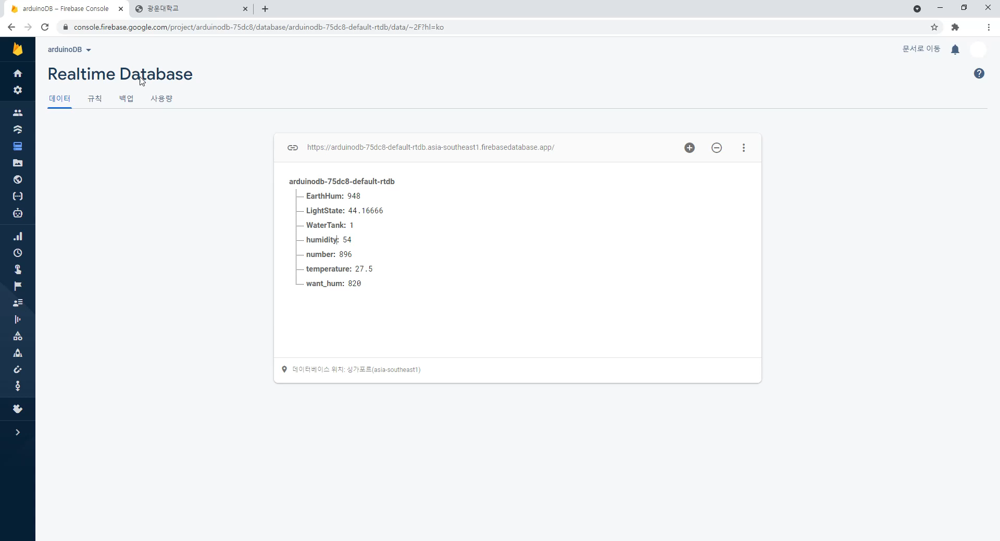 arduinoDB – Firebase Console
광운대학교
console.firebase.google.com/project/arduinodb-75dc8/database/arduinodb-75dc8-default-rtdb/data/~2F?hl=ko
arduinoDB
문서로 이동
Realtime Database
데이터 규칙 백업 사용량
https://arduinodb-75dc8-default-rtdb.asia-southeast1.firebasedatabase.app/
arduinodb-75dc8-default-rtdb
EarthHum: 948
LightState: 44.16666
WaterTank: 1
humidity: 54
number: 896
temperature: 27.5
want_hum: 820
데이터베이스 위치: 싱가포르(asia-southeast1)